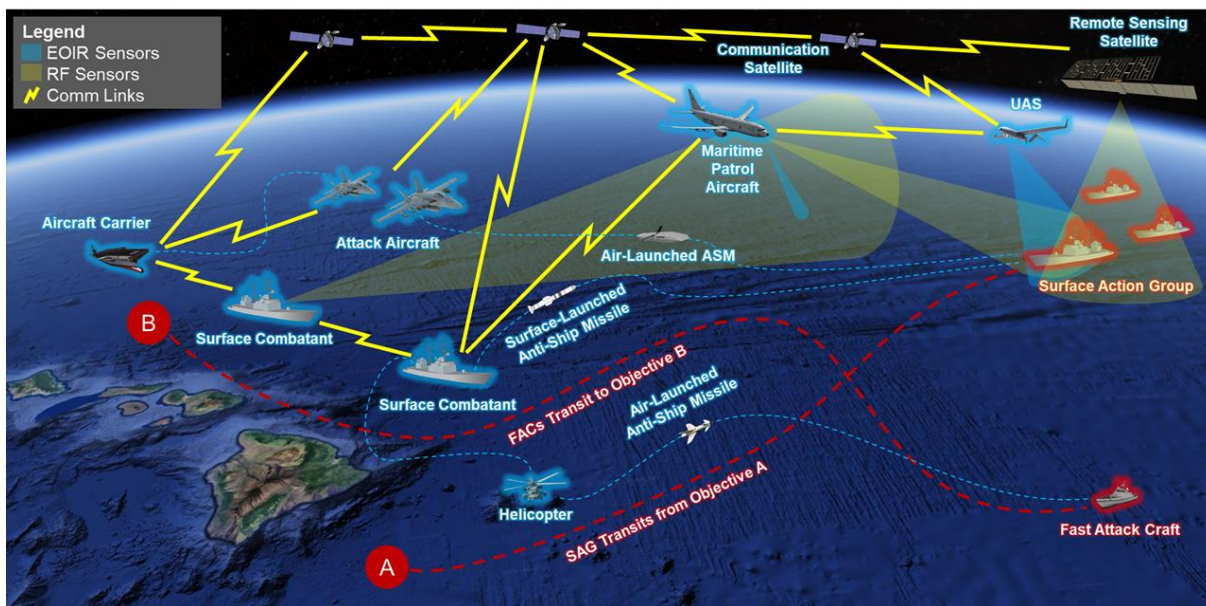 Legend
EOIR Sensors
RF Sensors
Comm Links
Remote Sensing
Satellite
Communication
Satellite
UAS
Maritime
Patrol
Aircraft
Aircraft Carrier
Attack Aircraft
Air-Launched ASM
Surface Action Group
B
Surface Combatant
Surface-Launched
Anti-Ship Missile
Surface Combatant
FACs Transit to Objective B
Air-Launched
Anti-Ship Missile
Helicopter
SAG Transits from Objective A
Fast Attack Craft
A